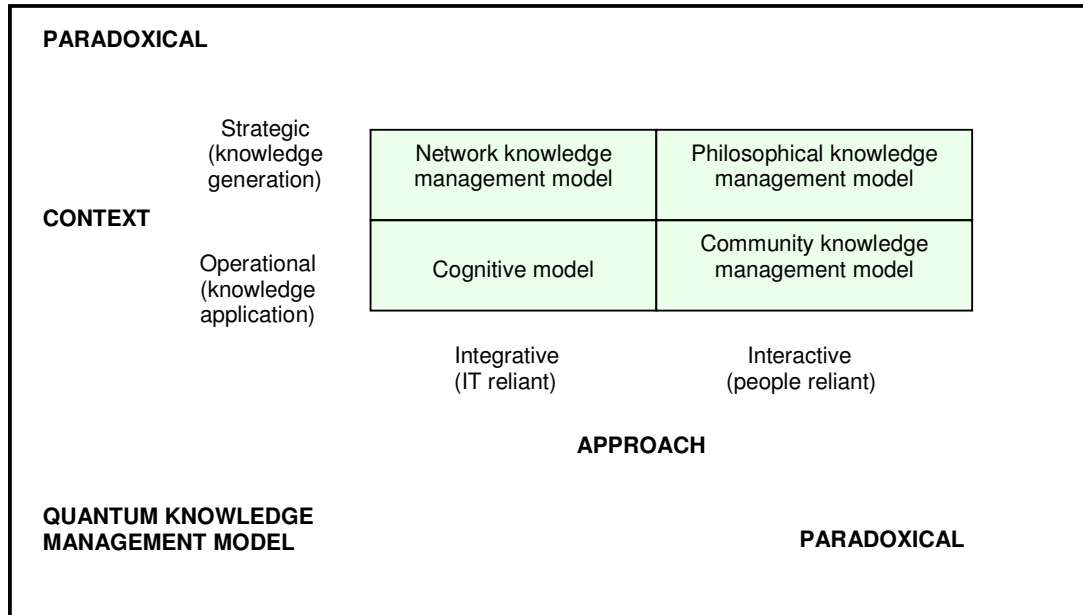 PARADOXICAL
Strategic
(knowledge
generation)
Network knowledge
management model
Philosophical knowledge
management model
CONTEXT
Operational
(knowledge
application)
Cognitive model
Community knowledge
management model
Integrative
(IT reliant)
Interactive
(people reliant)
APPROACH
QUANTUM KNOWLEDGE
MANAGEMENT MODEL
PARADOXICAL